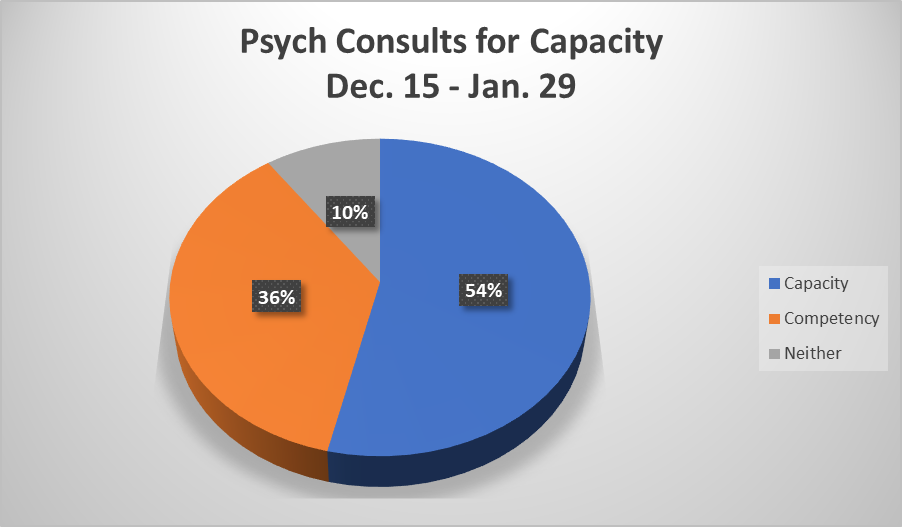 Psych Consults for Capacity
Dec. 15 - Jan. 29
10%
36%
54%
Capacity
Competency
Neither